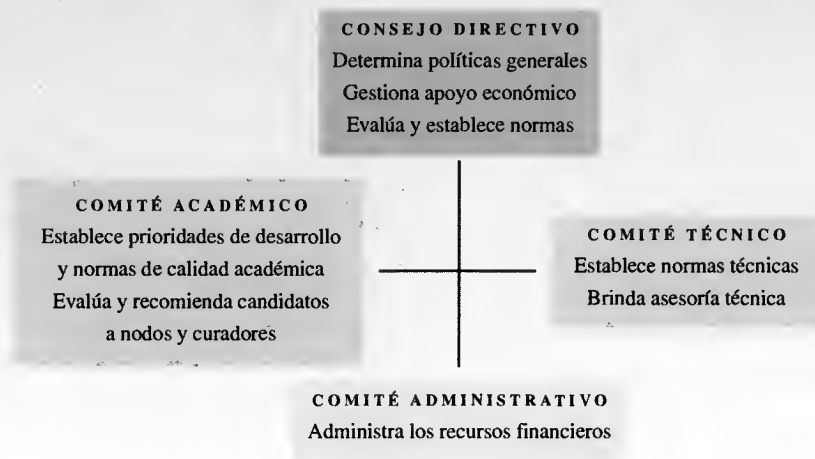 CONSEJO DIRECTIVO
Determina políticas generales
Gestiona apoyo económico
Evalúa y establece normas
COMITÉ ACADÉMICO
Establece prioridades de desarrollo
y normas de calidad académica
Evalúa y recomienda candidatos
a nodos y curadores
COMITÉ TÉCNICO
Establece normas técnicas
Brinda asesoría técnica
COMITÉ ADMINISTRATIVO
Administra los recursos financieros